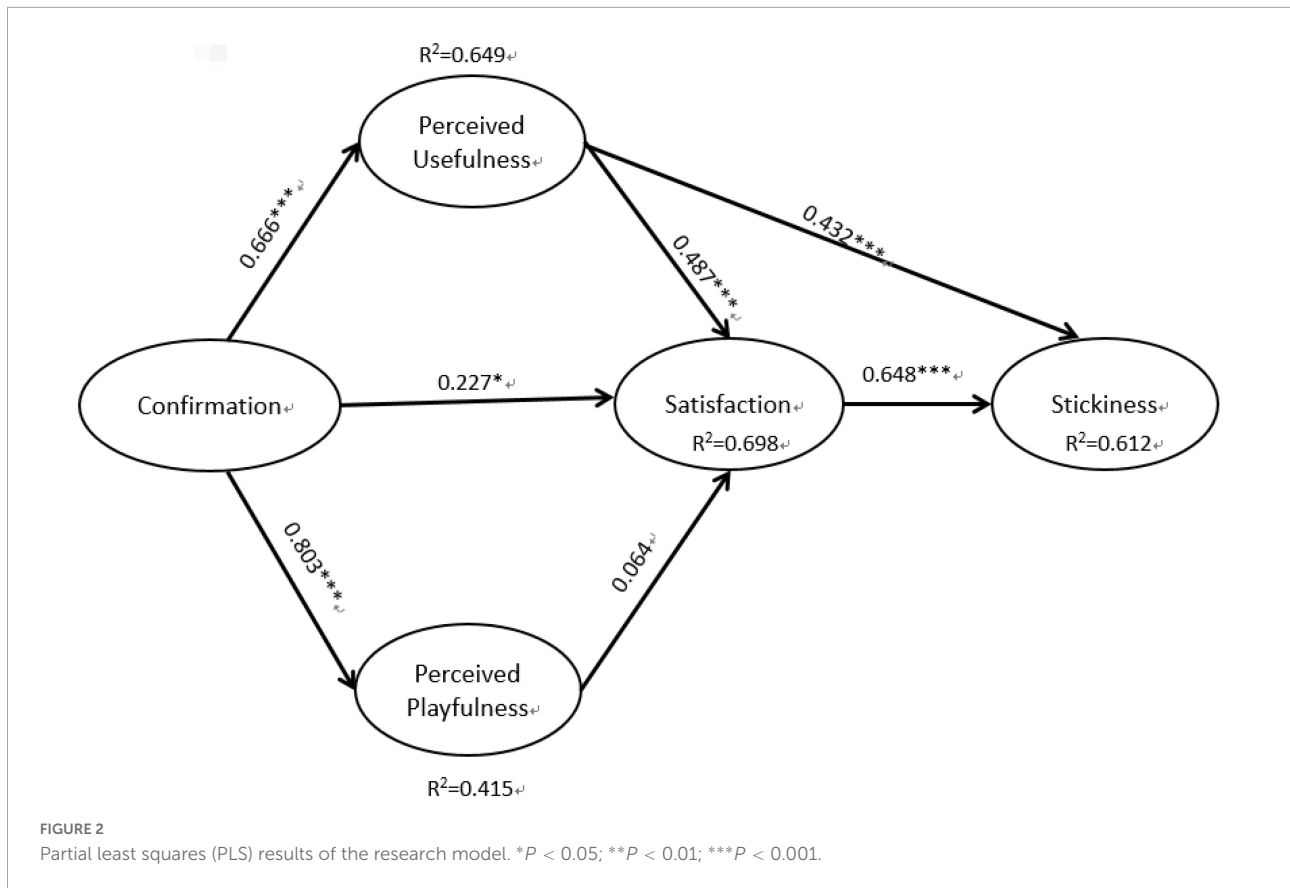 R²=0.649↵
Perceived
Usefulness↵
0.666***↵
0.432***↵
0.487***↵
Confirmation↵
0.227*↵
Satisfaction↵
R²=0.698↵
0.648***↵
Stickiness↵
R²=0.612↵
0.803***↵
0.064↵
Perceived
Playfulness↵
R²=0.415↵
FIGURE 2
Partial least squares (PLS) results of the research model. *P < 0.05; **P < 0.01; ***P < 0.001.